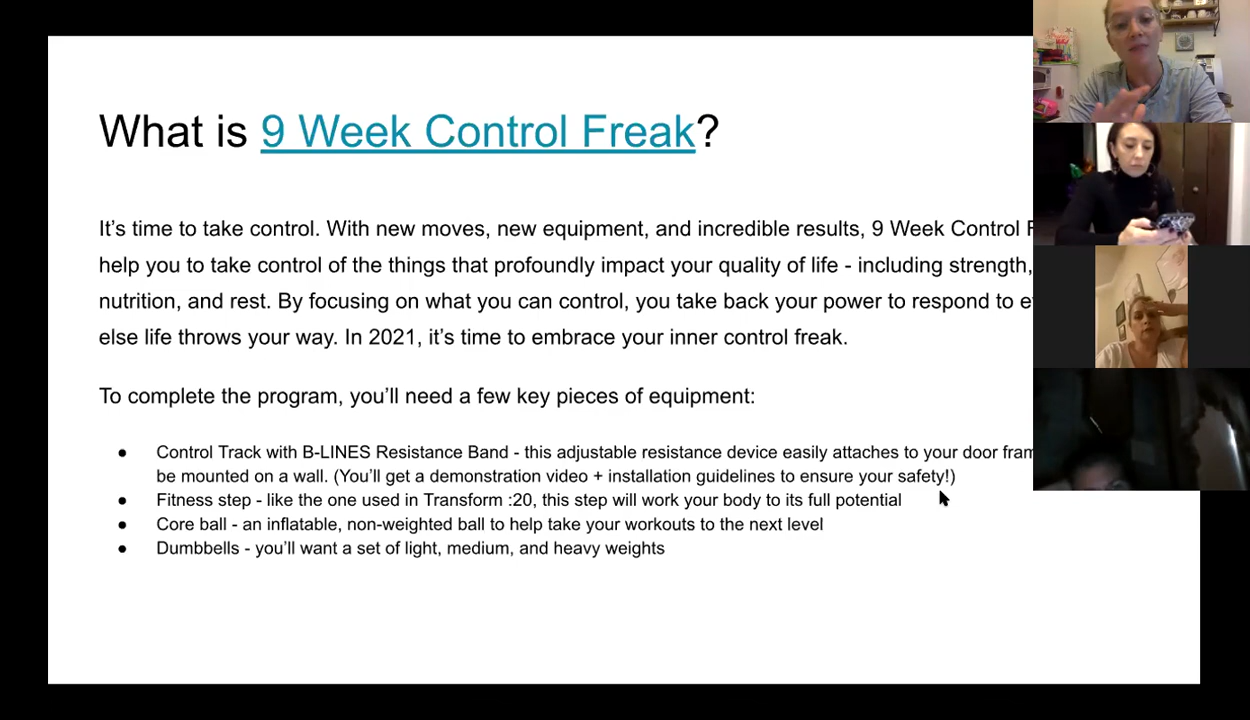 What is 9 Week Control Freak?
It's time to take control. With new moves, new equipment, and incredible results, 9 Week Control
help you to take control of the things that profoundly impact your quality of life - including strength,
nutrition, and rest. By focusing on what you can control, you take back your power to respond to
else life throws your way. In 2021, it's time to embrace your inner control freak.
To complete the program, you'll need a few key pieces of equipment:
● Control Track with B-LINES Resistance Band - this adjustable resistance device easily attaches to your door
be mounted on a wall. (You'll get a demonstration video + installation guidelines to ensure your safety!)
● Fitness step - like the one used in Transform :20, this step will work your body to its full potential
● Core ball - an inflatable, non-weighted ball to help take your workouts to the next level
● Dumbbells - you'll want a set of light, medium, and heavy weights